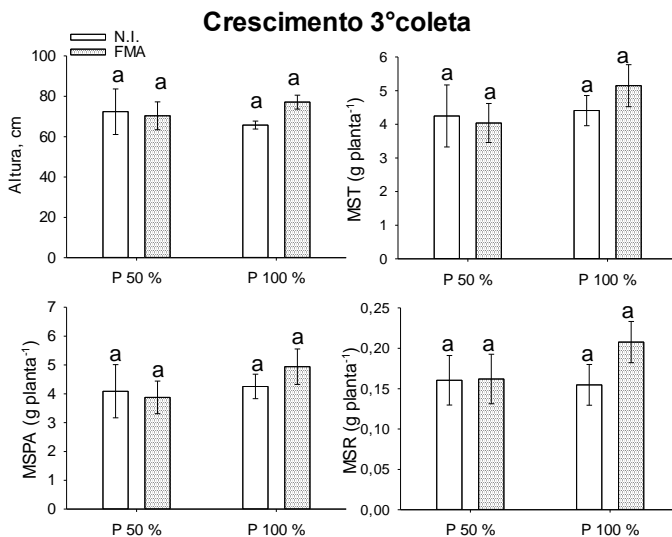 Crescimento 3°coleta
N.I.
FMA
Altura, cm
100
80
60
40
20
0
a
a
a
a
P 50 %
P 100 %
MST (g planta⁻¹)
6
5
4
3
2
1
0
a
a
a
a
P 50 %
P 100 %
MSPA (g planta⁻¹)
7
6
5
4
3
2
1
0
a
a
a
a
P 50 %
P 100 %
MSR (g planta⁻¹)
0,25
0,20
0,15
0,10
0,05
0,00
a
a
a
a
P 50 %
P 100 %